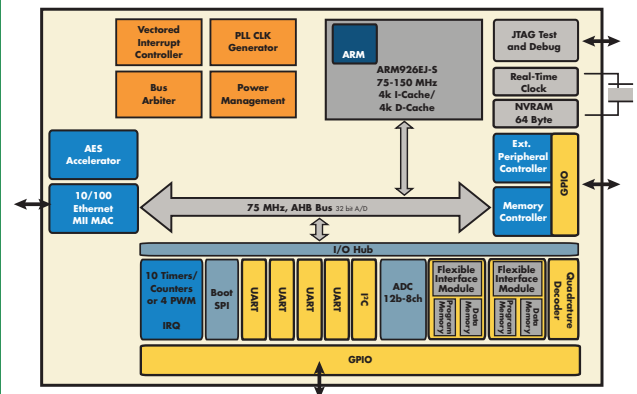 Vectored
Interrupt
Controller
PLL CLK
Generator
Bus
Arbiter
Power
Management
ARM
ARM926EJ-S
75-150 MHz
4k I-Cache/
4k D-Cache
JTAG Test
and Debug
Real-Time
Clock
NVRAM
64 Byte
AES
Accelerator
10/100
Ethernet
MII MAC
Ext.
Peripheral
Controller
Memory
Controller
GPIO
75 MHz, AHB Bus 32 bit A/D
I/O Hub
10 Timers/
Counters
or 4 PWM
IRQ
Boot
SPI
UART
UART
UART
UART
I²C
ADC
12b-8ch
Flexible
Interface
Module
Program
Memory
Data
Memory
Flexible
Interface
Module
Program
Memory
Data
Memory
Quadrature
Decoder
GPIO